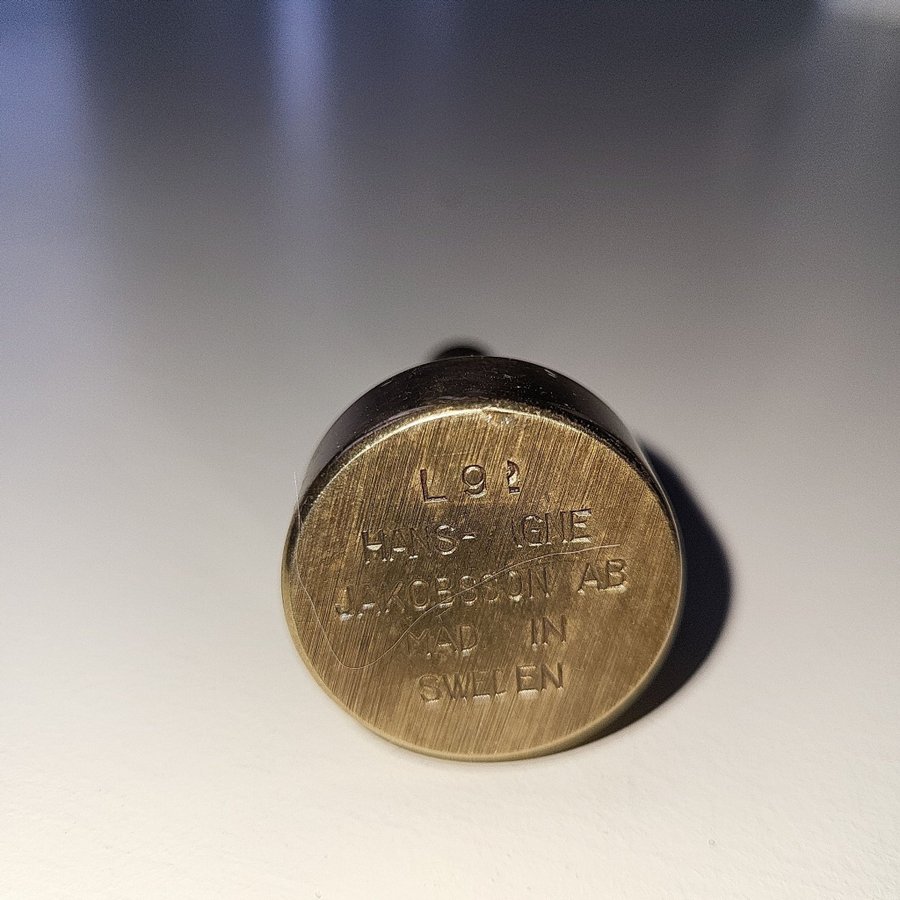 L92
HANS-AGNE
JAKOBSSON AB
MADE IN
SWEDEN